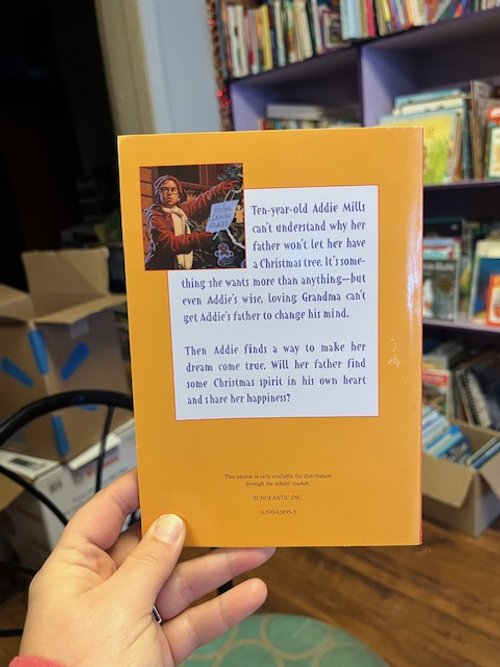 Ten-year-old Addie Mills
can't understand why her
father won't let her have
a Christmas tree. It's some-
thing she wants more than anything—but
even Addie's wise, loving Grandma can't
get Addie's father to change his mind.
Then Addie finds a way to make her
dream come true. Will her father find
some Christmas spirit in his own heart
and share her happiness?
This edition is only available for distribution
through the school market.
SCHOLASTIC INC.